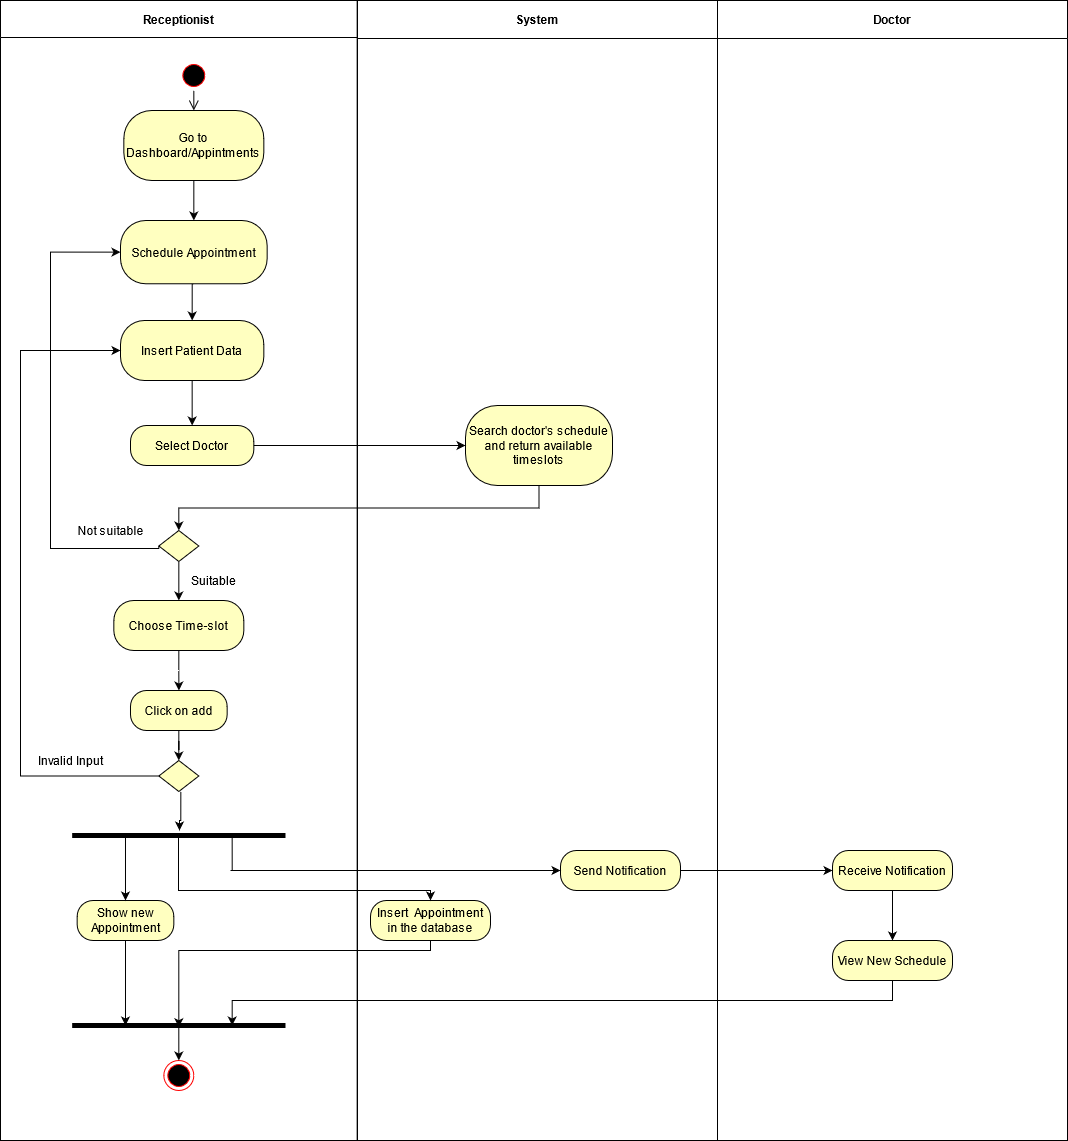 Receptionist
System
Doctor
Go to
Dashboard/Appintments
Schedule Appointment
Insert Patient Data
Select Doctor
Search doctor's schedule
and return available
timeslots
Not suitable
Suitable
Choose Time-slot
Click on add
Invalid Input
Send Notification
Receive Notification
Show new
Appointment
Insert Appointment
in the database
View New Schedule